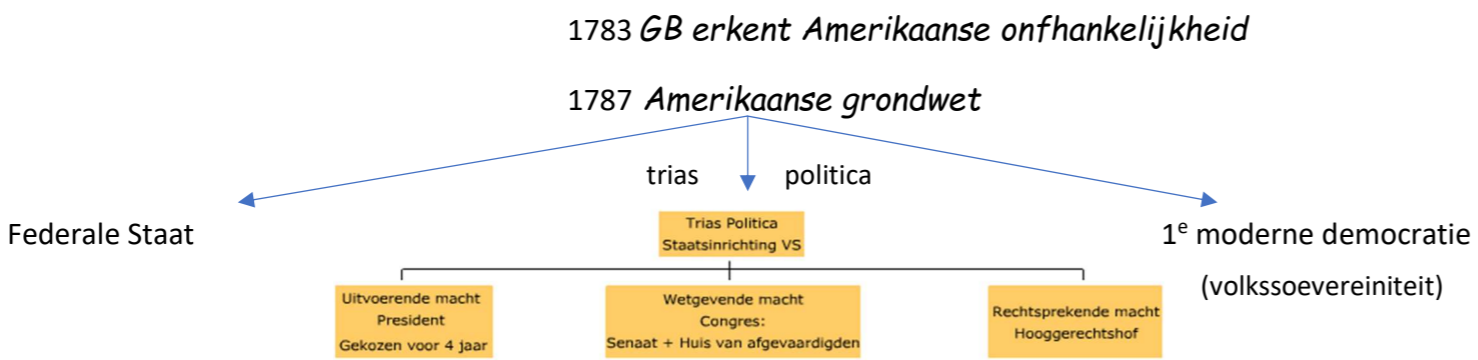 1783 GB erkent Amerikaanse onfhankelijkheid
1787 Amerikaanse grondwet
trias politica
Federale Staat
Trias Politica
Staatsinrichting VS
1e moderne democratie
(volkssoevereiniteit)
Uitvoerende macht
President
Gekozen voor 4 jaar
Wetgevende macht
Congres:
Senaat + Huis van afgevaardigden
Rechtsprekende macht
Hooggerechtshof